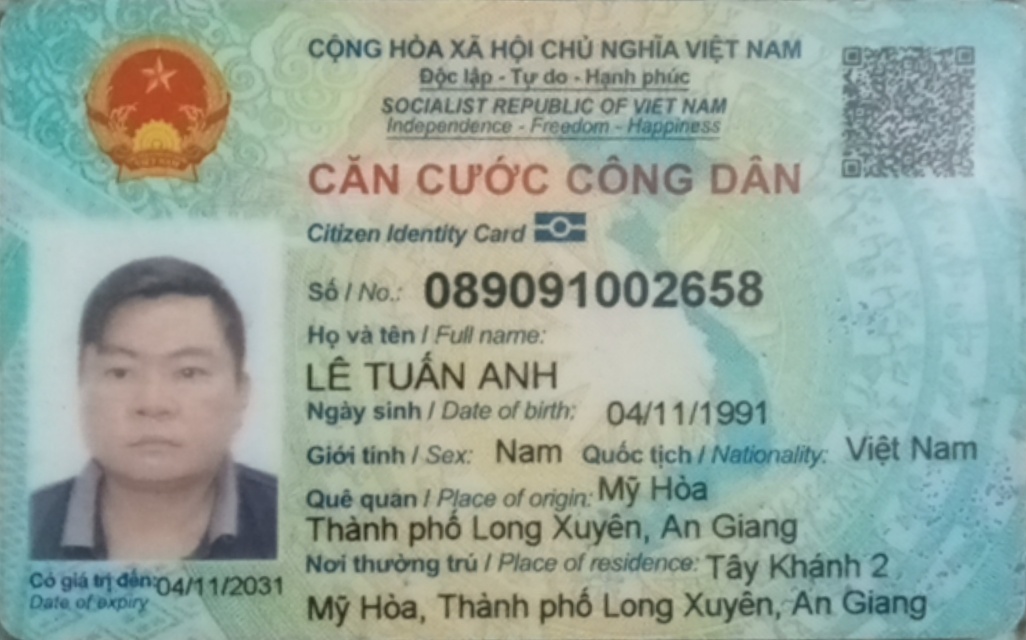 CỘNG HÒA XÃ HỘI CHỦ NGHĨA VIỆT NAM
Độc lập - Tự do - Hạnh phúc
SOCIALIST REPUBLIC OF VIET NAM
Independence - Freedom - Happiness
CĂN CƯỚC CÔNG DÂN
Citizen Identity Card
Số / No.: 089091002658
Họ và tên / Full name:
LÊ TUẤN ANH
Ngày sinh / Date of birth: 04/11/1991
Giới tính / Sex: Nam Quốc tịch / Nationality: Việt Nam
Quê quán / Place of origin: Mỹ Hòa
Thành phố Long Xuyên, An Giang
Nơi thường trú / Place of residence: Tây Khánh 2
Mỹ Hòa, Thành phố Long Xuyên, An Giang
Có giá trị đến: 04/11/2031
Date of expiry
VIỆT NAM